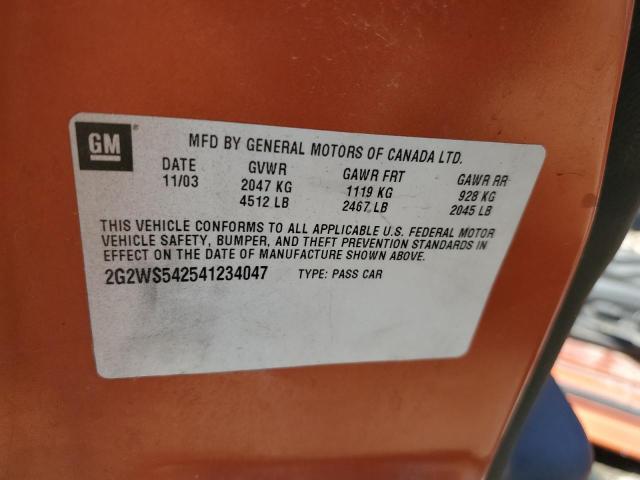 GM
MFD BY GENERAL MOTORS OF CANADA LTD.
DATE GVWR GAWR FRT GAWR RR
11/03 2047 KG 1119 KG 928 KG
4512 LB 2467 LB 2045 LB
THIS VEHICLE CONFORMS TO ALL APPLICABLE U.S. FEDERAL MOTOR
VEHICLE SAFETY, BUMPER, AND THEFT PREVENTION STANDARDS IN
EFFECT ON THE DATE OF MANUFACTURE SHOWN ABOVE.
2G2WS542541234047 TYPE: PASS CAR